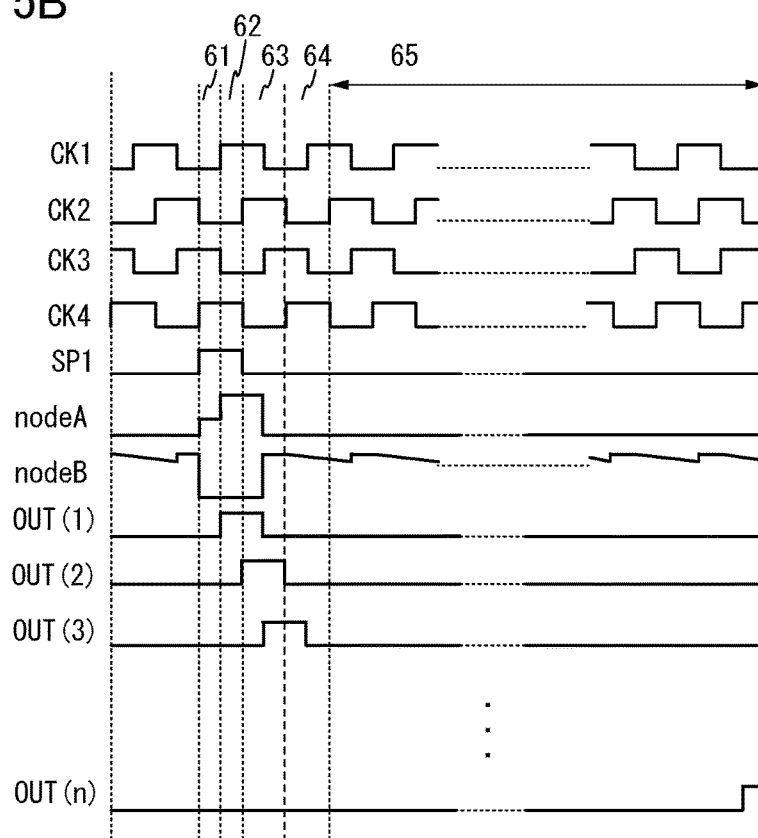 5B
61 62 63 64 65
CK1
CK2
CK3
CK4
SP1
nodeA
nodeB
OUT(1)
OUT(2)
OUT(3)
OUT(n)